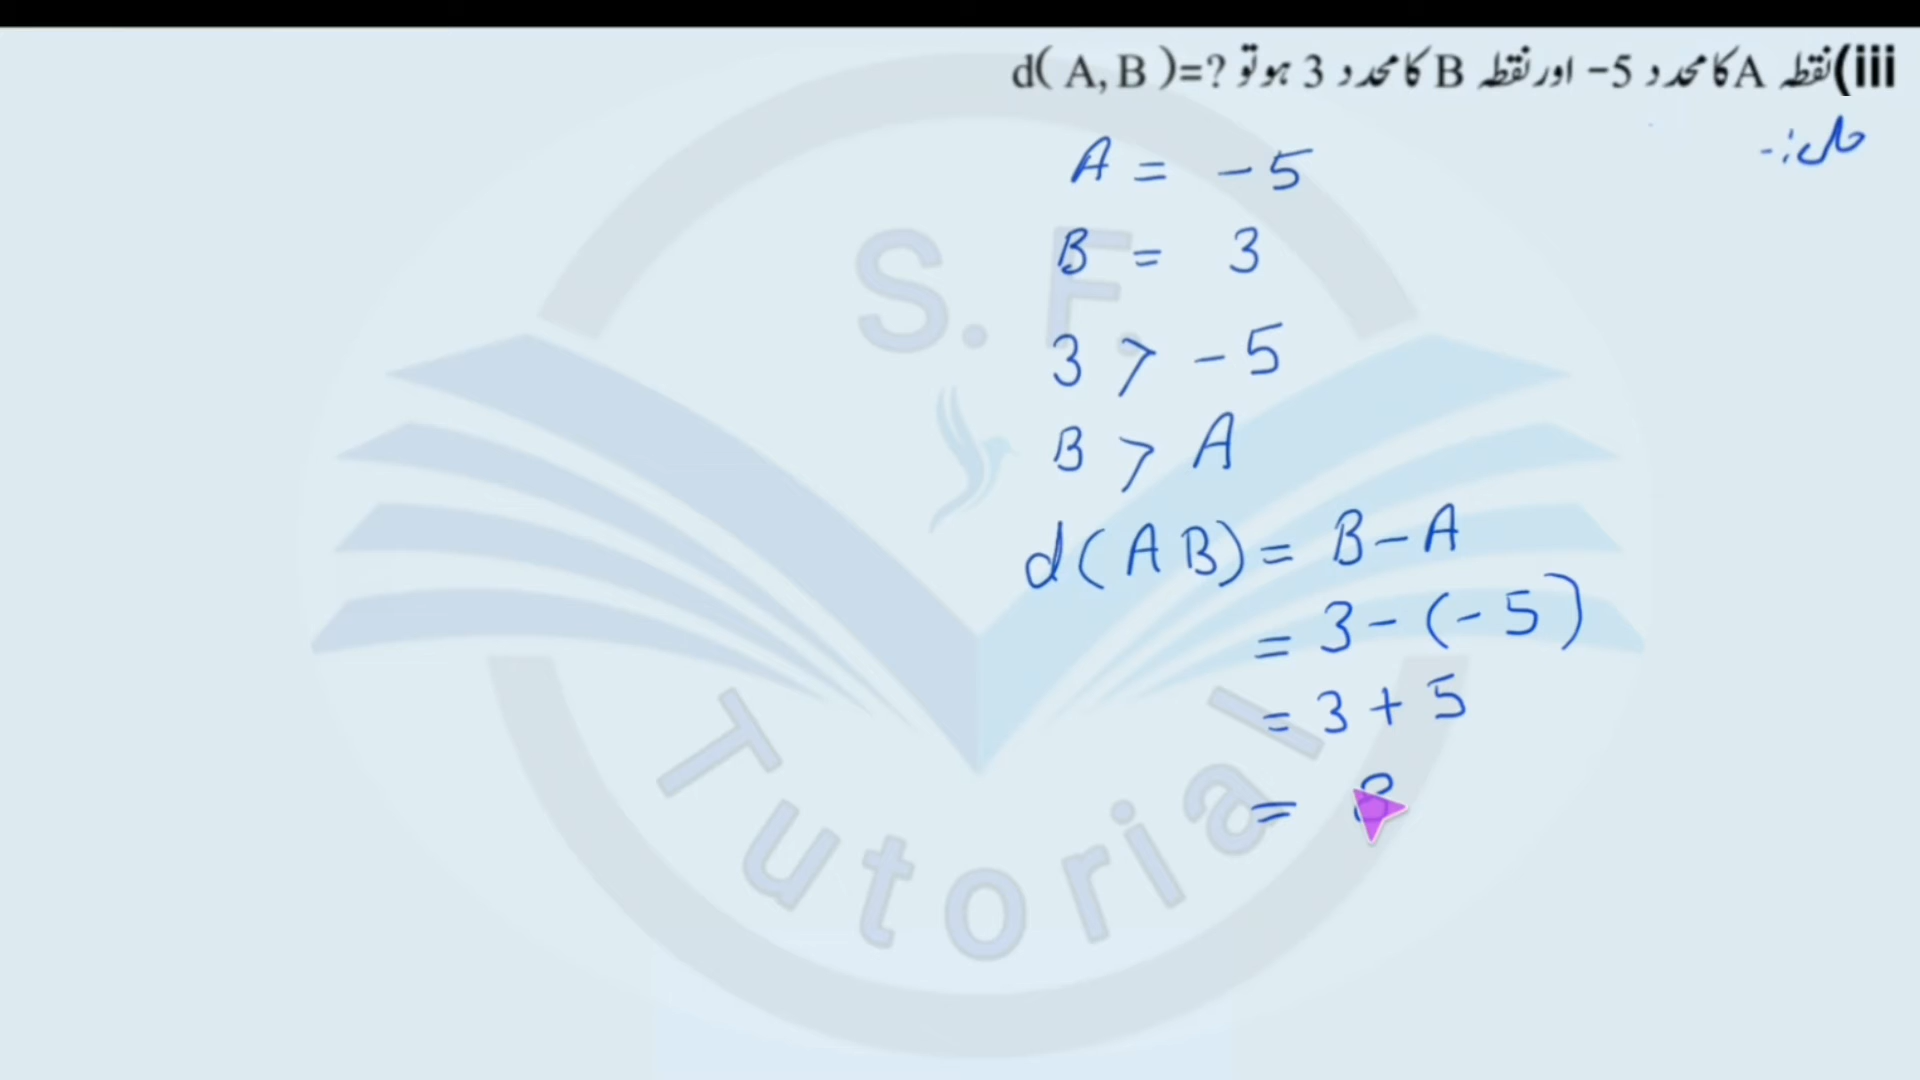 iii) نقطہ A کا محدد 5- اور نقطہ B کا محدد 3 ہو تو d( A, B )=?
حل:-
A = -5
B = 3
3 > -5
B > A
d(AB) = B-A
= 3-(-5)
= 3+5
= 8
S. F.
Tutorial